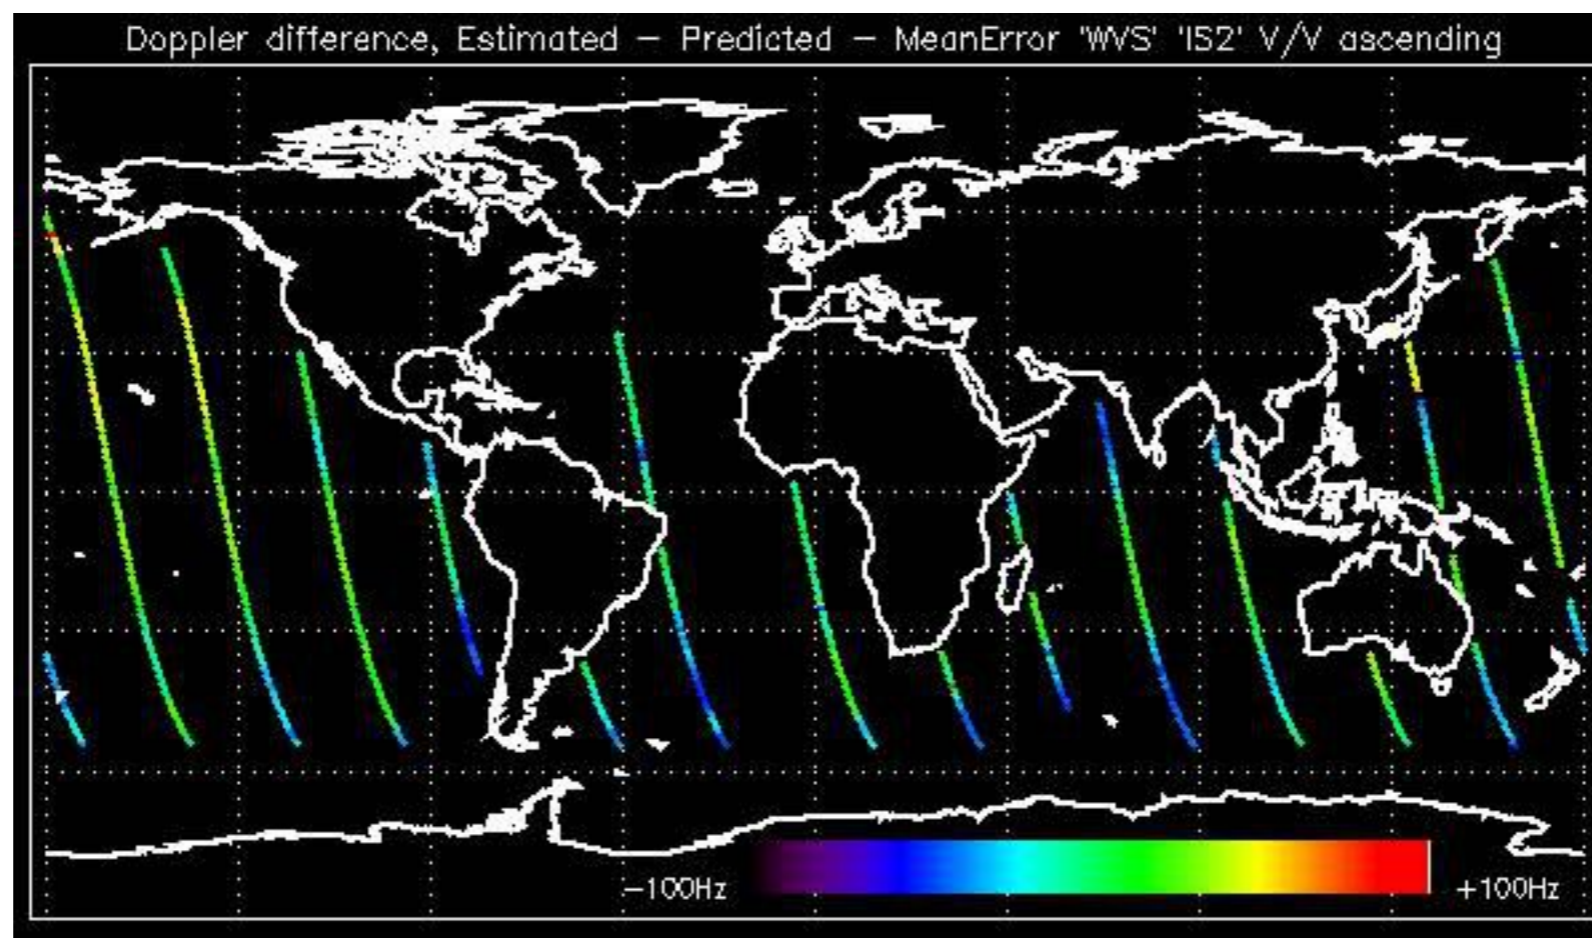 Doppler difference, Estimated – Predicted – MeanError 'WVS' 'IS2' V/V ascending
−100Hz
+100Hz